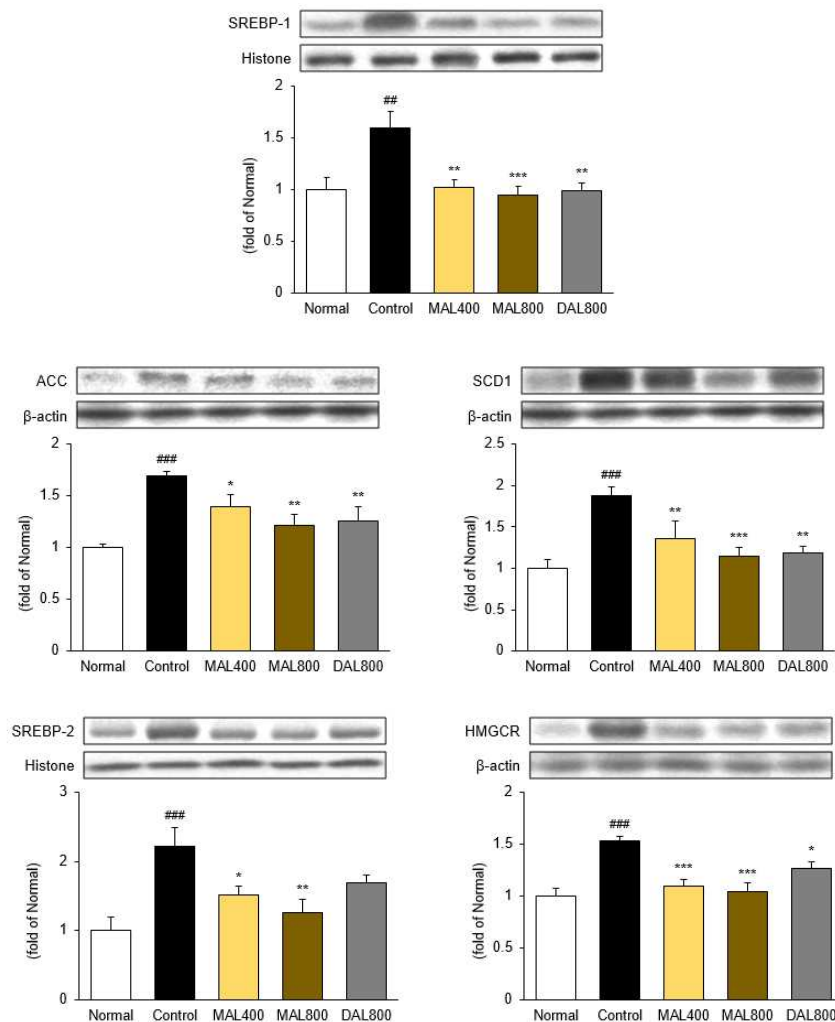 SREBP-1
Histone
(fold of Normal)
2
1.5
1
0.5
0
##
**
***
**
Normal Control MAL400 MAL800 DAL800
ACC
β-actin
(fold of Normal)
2
1.5
1
0.5
0
###
*
**
**
Normal Control MAL400 MAL800 DAL800
SCD1
β-actin
(fold of Normal)
2.5
2
1.5
1
0.5
0
###
**
***
**
Normal Control MAL400 MAL800 DAL800
SREBP-2
Histone
(fold of Normal)
3
2
1
0
###
*
**
Normal Control MAL400 MAL800 DAL800
HMGCR
β-actin
(fold of Normal)
2
1.5
1
0.5
0
###
***
***
*
Normal Control MAL400 MAL800 DAL800